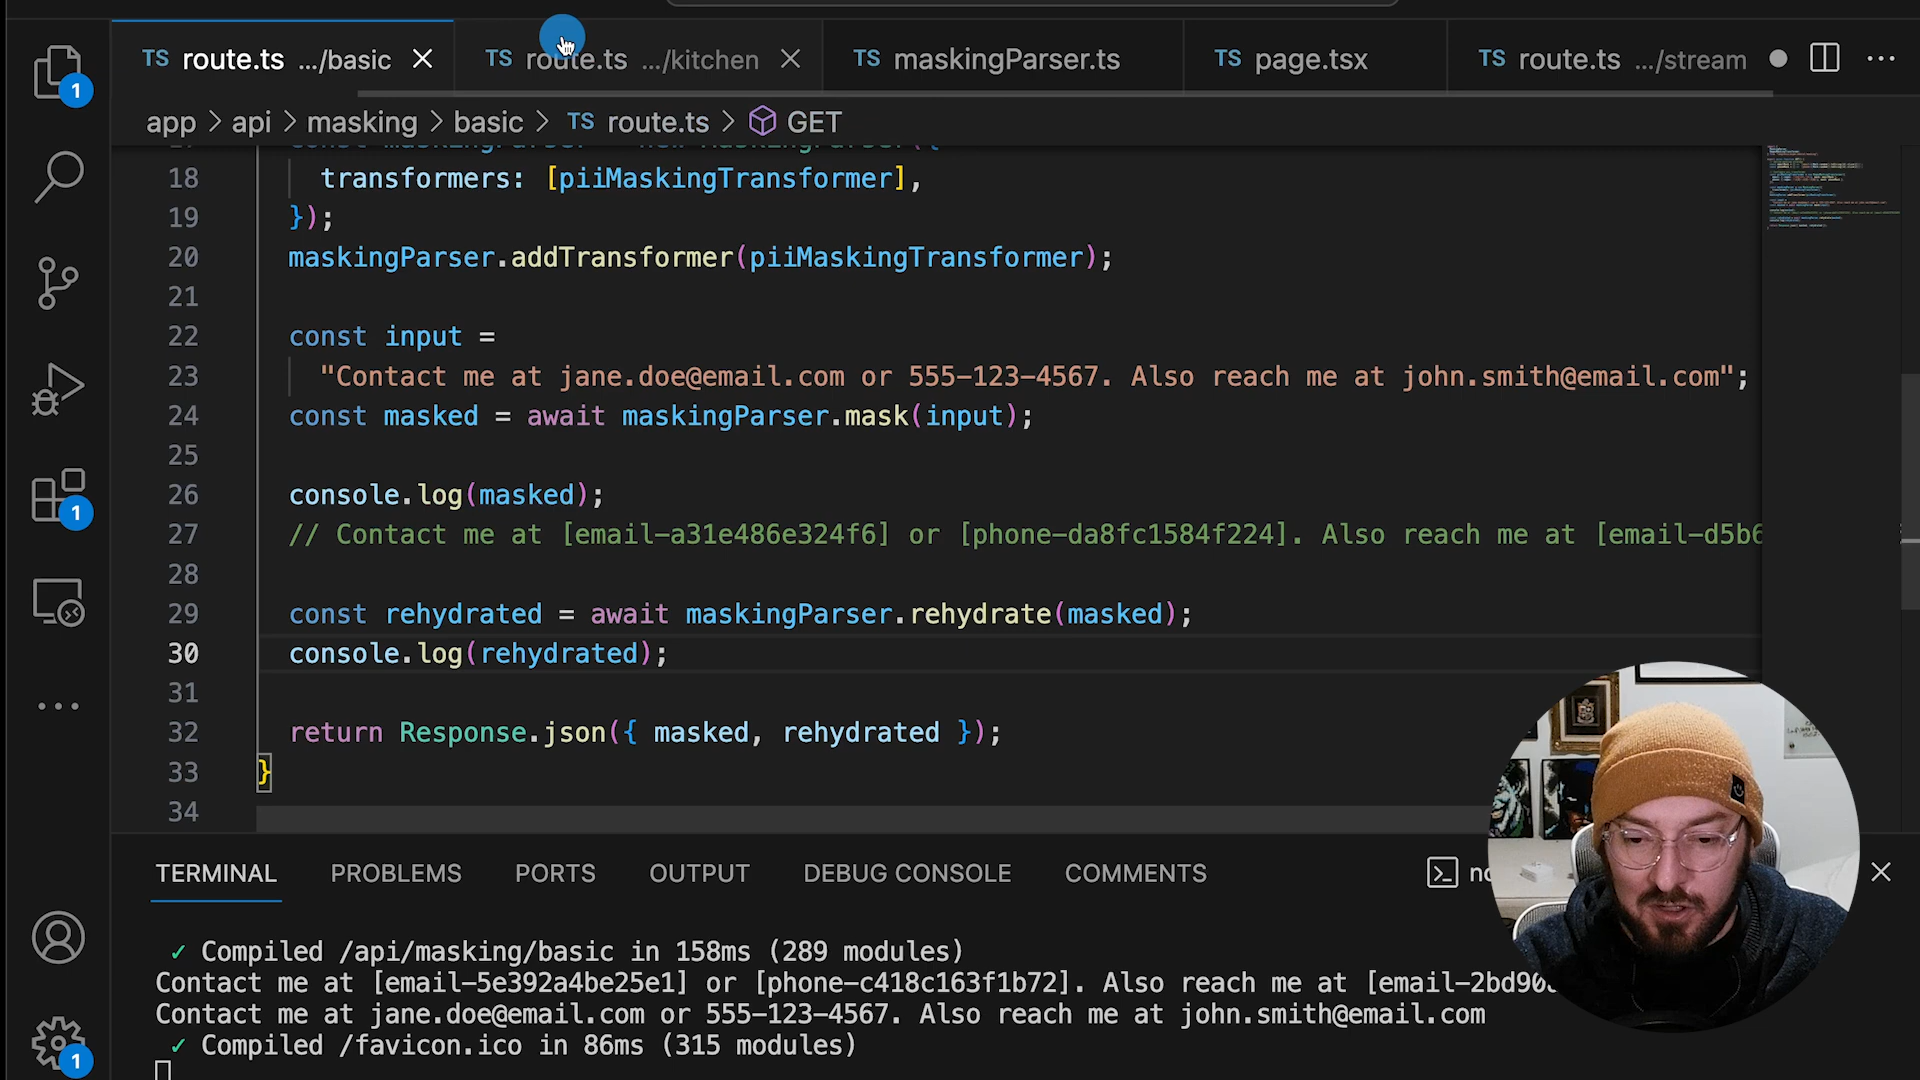 TS route.ts .../basic
TS route.ts .../kitchen
TS maskingParser.ts
TS page.tsx
TS route.ts .../stream
1
app > api > masking > basic > TS route.ts > GET
18 transformers: [piiMaskingTransformer],
19 });
20 maskingParser.addTransformer(piiMaskingTransformer);
21
22 const input =
23 "Contact me at jane.doe@email.com or 555-123-4567. Also reach me at john.smith@email.com";
24 const masked = await maskingParser.mask(input);
25
26 console.log(masked);
27 // Contact me at [email-a31e486e324f6] or [phone-da8fc1584f224]. Also reach me at [email-d5b6
28
29 const rehydrated = await maskingParser.rehydrate(masked);
30 console.log(rehydrated);
31
32 return Response.json({ masked, rehydrated });
33 }
34
1
TERMINAL PROBLEMS PORTS OUTPUT DEBUG CONSOLE COMMENTS
✓ Compiled /api/masking/basic in 158ms (289 modules)
Contact me at [email-5e392a4be25e1] or [phone-c418c163f1b72]. Also reach me at [email-2bd90
Contact me at jane.doe@email.com or 555-123-4567. Also reach me at john.smith@email.com
✓ Compiled /favicon.ico in 86ms (315 modules)
1